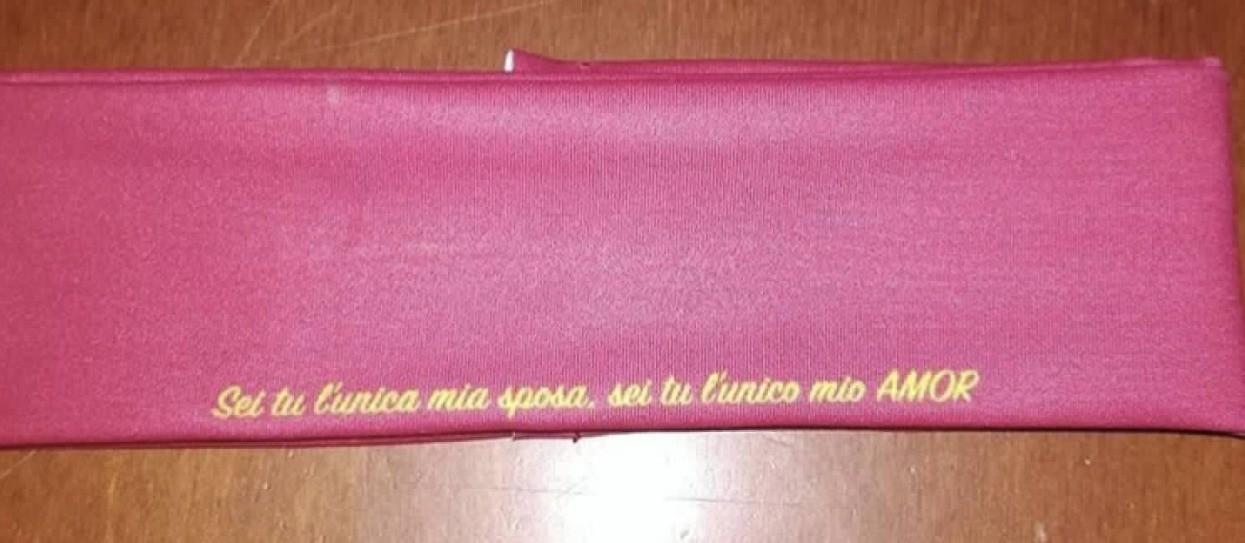 Sei tu l'unica mia sposa, sei tu l'unico mio AMOR